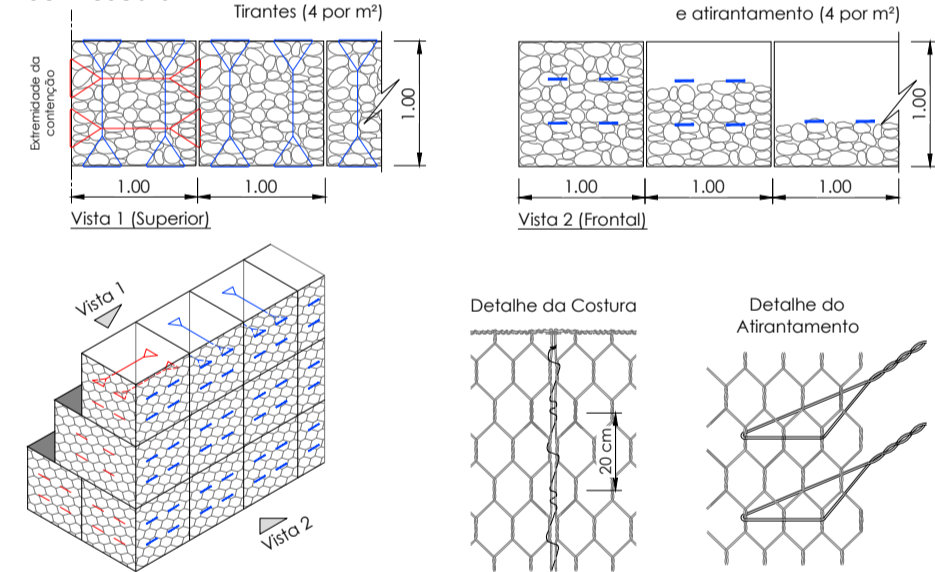 Tirantes (4 por m²)
e atirantamento (4 por m²)
Extremidade da
contenção
1.00
1.00
1.00
1.00
1.00
1.00
1.00
Vista 1 (Superior)
Vista 2 (Frontal)
Vista 1
Vista 2
Detalhe da Costura
20 cm
Detalhe do
Atirantamento